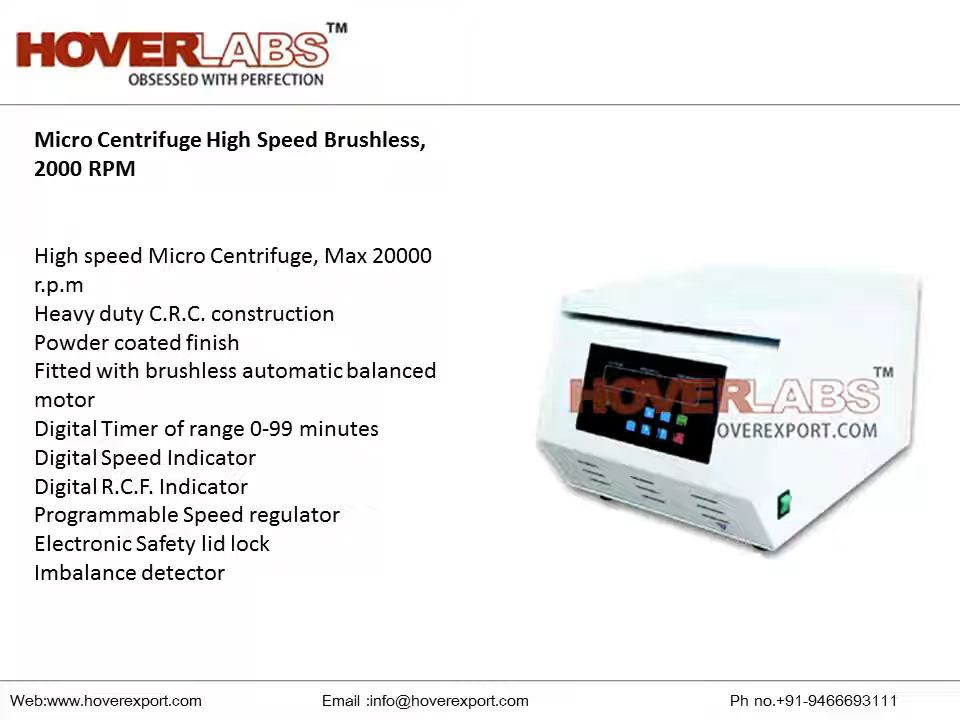 HOVERLABS™
OBSESSED WITH PERFECTION
Micro Centrifuge High Speed Brushless,
2000 RPM
High speed Micro Centrifuge, Max 20000
r.p.m
Heavy duty C.R.C. construction
Powder coated finish
Fitted with brushless automatic balanced
motor
Digital Timer of range 0-99 minutes
Digital Speed Indicator
Digital R.C.F. Indicator
Programmable Speed regulator
Electronic Safety lid lock
Imbalance detector
HOVERLABS™
HOVEREXPORT.COM
Web:www.hoverexport.com
Email :info@hoverexport.com
Ph no.+91-9466693111